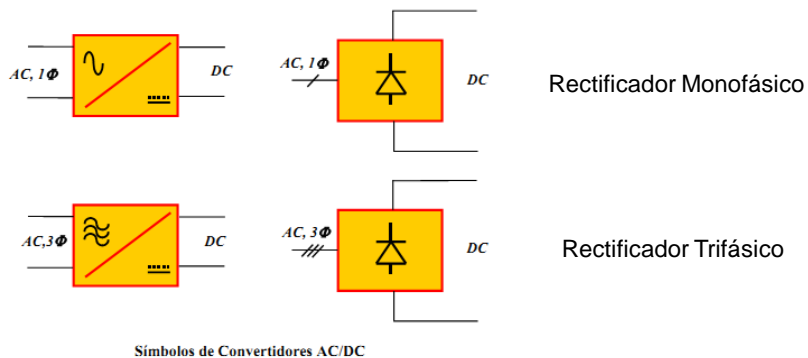 AC, 1Φ
DC
AC, 1Φ
DC
Rectificador Monofásico
AC,3Φ
DC
AC, 3Φ
DC
Rectificador Trifásico
Símbolos de Convertidores AC/DC